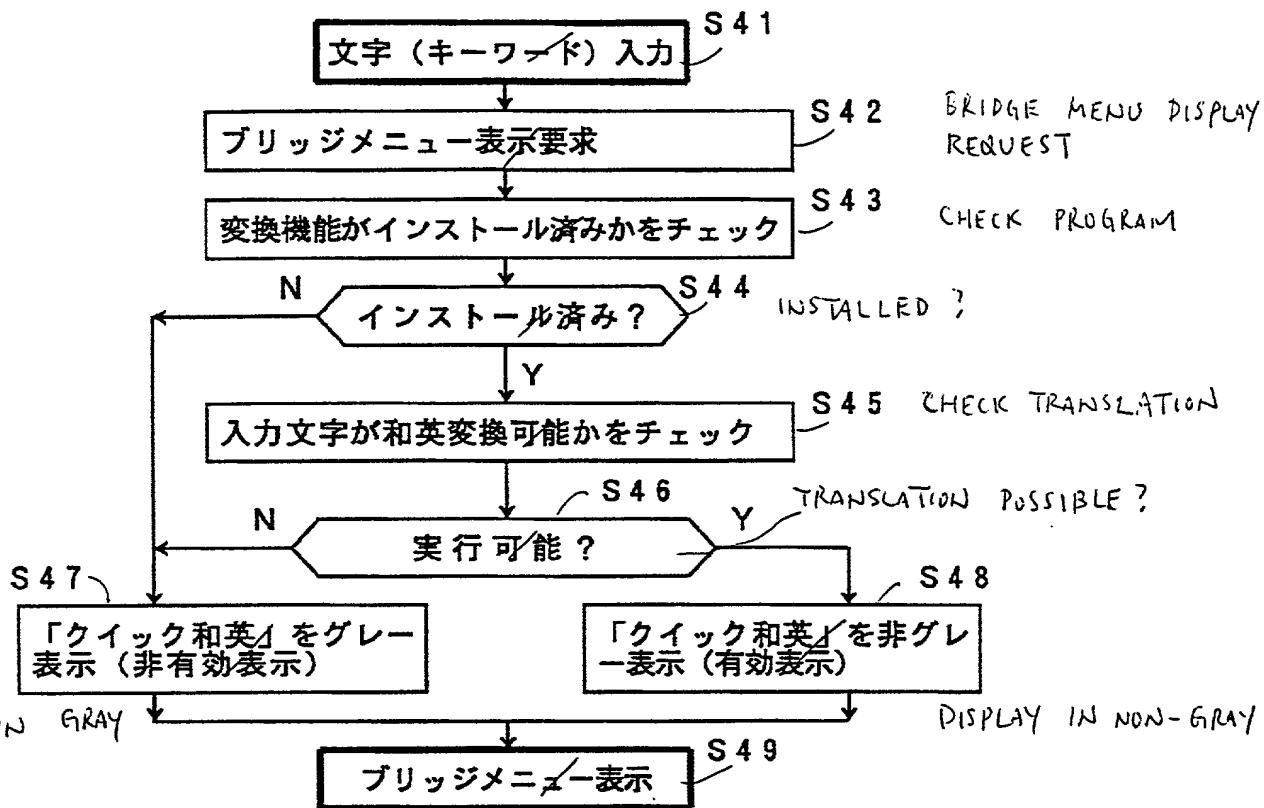 S41
文字（キーワード）入力
S42
ブリッジメニュー表示要求
BRIDGE MENU DISPLAY
REQUEST
S43
変換機能がインストール済みかをチェック
CHECK PROGRAM
N
S44
インストール済み？
INSTALLED ?
Y
S45
入力文字が和英変換可能かをチェック
CHECK TRANSLATION
S46
TRANSLATION POSSIBLE ?
N
実行可能？
Y
S47
「クイック和英」をグレー
表示（非有効表示）
S48
「クイック和英」を非グレ
ー表示（有効表示）
IN GRAY
DISPLAY IN NON-GRAY
S49
ブリッジメニュー表示